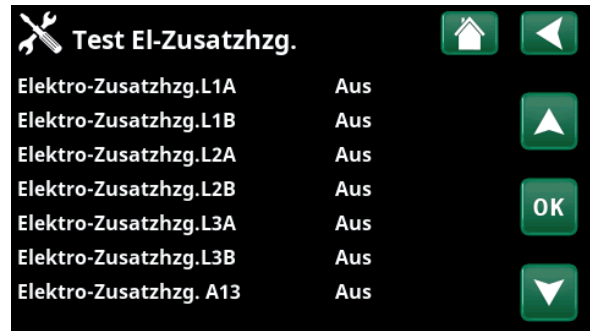 Test El-Zusatzhzg.
Elektro-Zusatzhzg.L1A Aus
Elektro-Zusatzhzg.L1B Aus
Elektro-Zusatzhzg.L2A Aus
Elektro-Zusatzhzg.L2B Aus
OK
Elektro-Zusatzhzg.L3A Aus
Elektro-Zusatzhzg.L3B Aus
Elektro-Zusatzhzg. A13 Aus